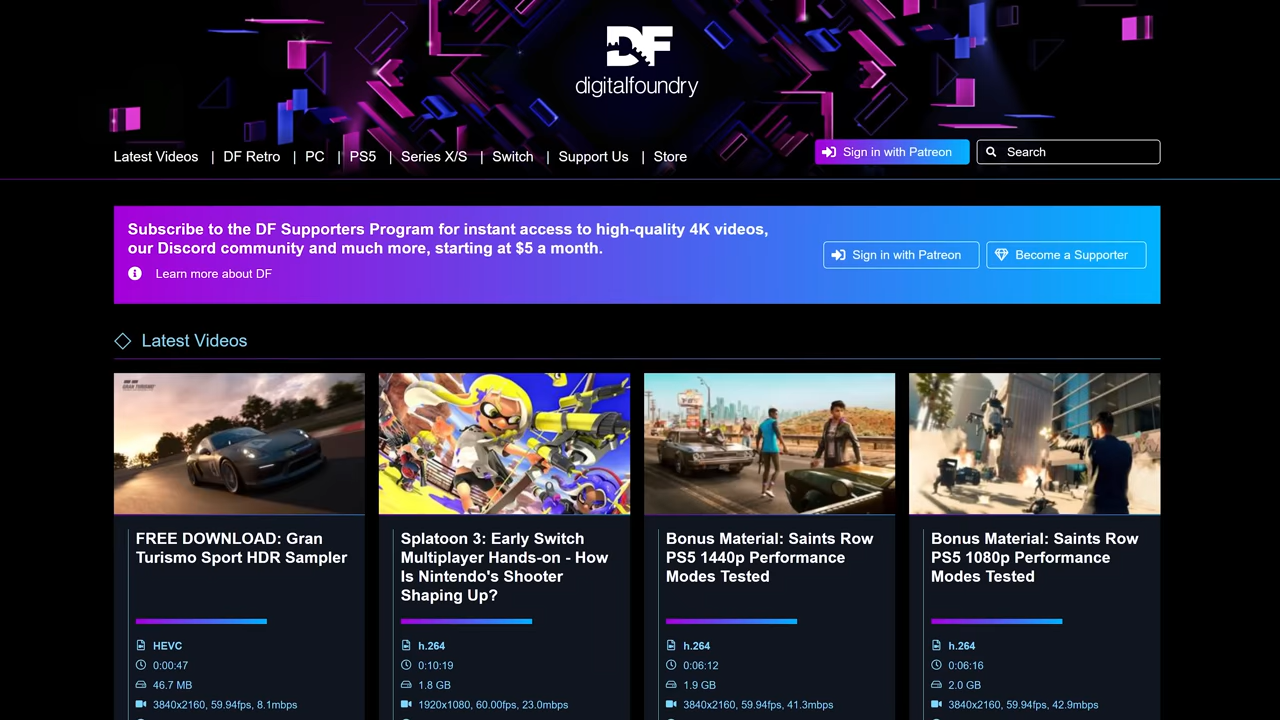 DF
digitalfoundry
Latest Videos | DF Retro | PC | PS5 | Series X/S | Switch | Support Us | Store
Sign in with Patreon
Search
Subscribe to the DF Supporters Program for instant access to high-quality 4K videos,
our Discord community and much more, starting at $5 a month.
Learn more about DF
Sign in with Patreon
Become a Supporter
Latest Videos
GRAN TURISMO
FREE DOWNLOAD: Gran
Turismo Sport HDR Sampler
HEVC
0:00:47
46.7 MB
3840x2160, 59.94fps, 8.1mbps
Splatoon 3: Early Switch
Multiplayer Hands-on - How
Is Nintendo's Shooter
Shaping Up?
h.264
0:10:19
1.8 GB
1920x1080, 60.00fps, 23.0mbps
Bonus Material: Saints Row
PS5 1440p Performance
Modes Tested
h.264
0:06:12
1.9 GB
3840x2160, 59.94fps, 41.3mbps
Bonus Material: Saints Row
PS5 1080p Performance
Modes Tested
h.264
0:06:16
2.0 GB
3840x2160, 59.94fps, 42.9mbps